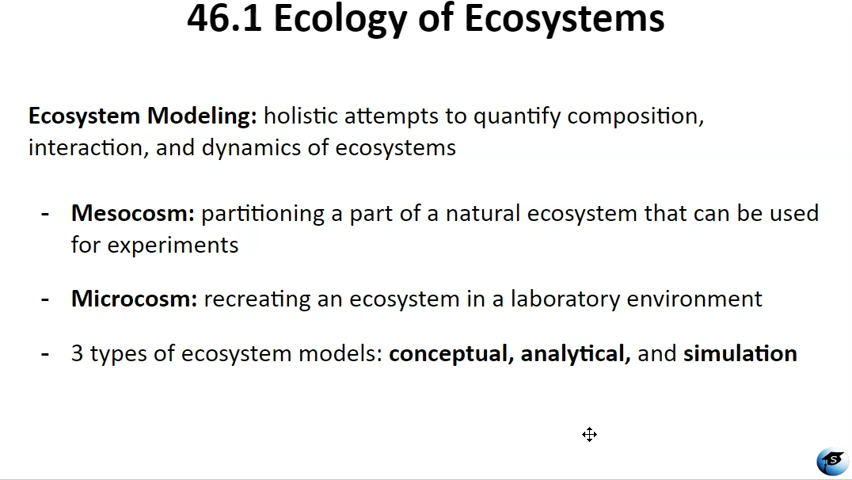 46.1 Ecology of Ecosystems
Ecosystem Modeling: holistic attempts to quantify composition,
interaction, and dynamics of ecosystems
- Mesocosm: partitioning a part of a natural ecosystem that can be used
for experiments
- Microcosm: recreating an ecosystem in a laboratory environment
- 3 types of ecosystem models: conceptual, analytical, and simulation
S